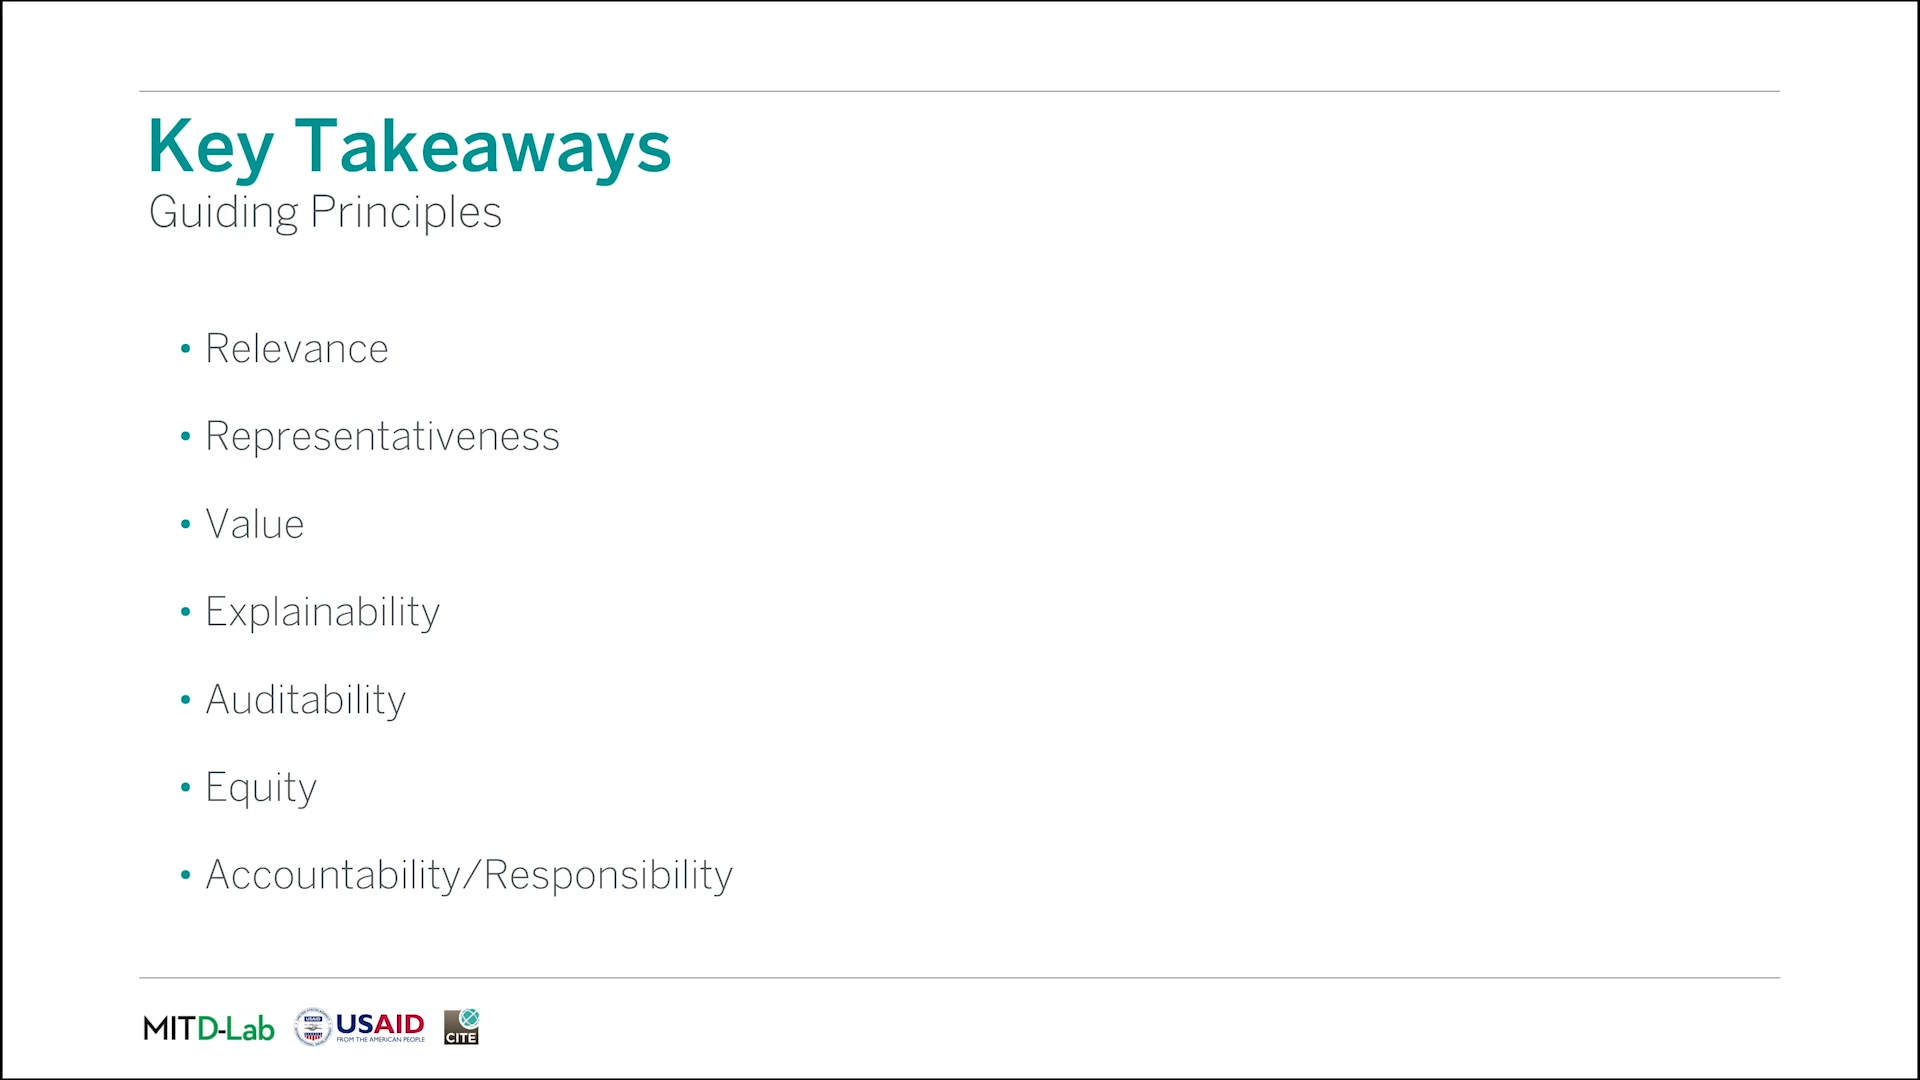 Key Takeaways
Guiding Principles
• Relevance
• Representativeness
• Value
• Explainability
• Auditability
• Equity
• Accountability/Responsibility
MIT D-Lab
USAID
FROM THE AMERICAN PEOPLE
CITE